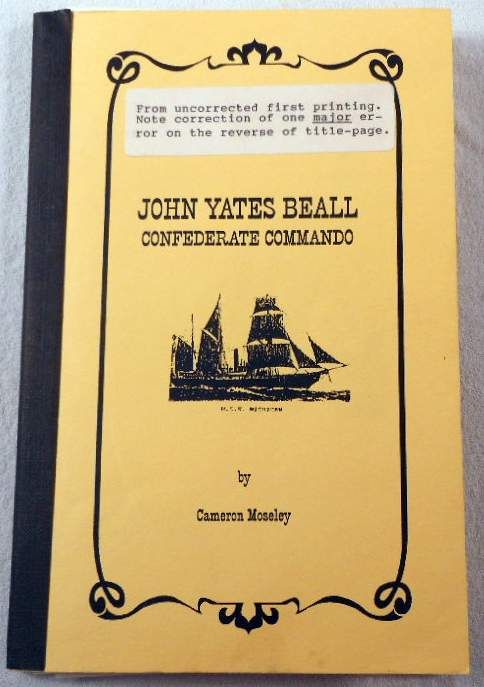 From uncorrected first printing.
Note correction of one major er-
ror on the reverse of title-page.
JOHN YATES BEALL
CONFEDERATE COMMANDO
by
Cameron Moseley